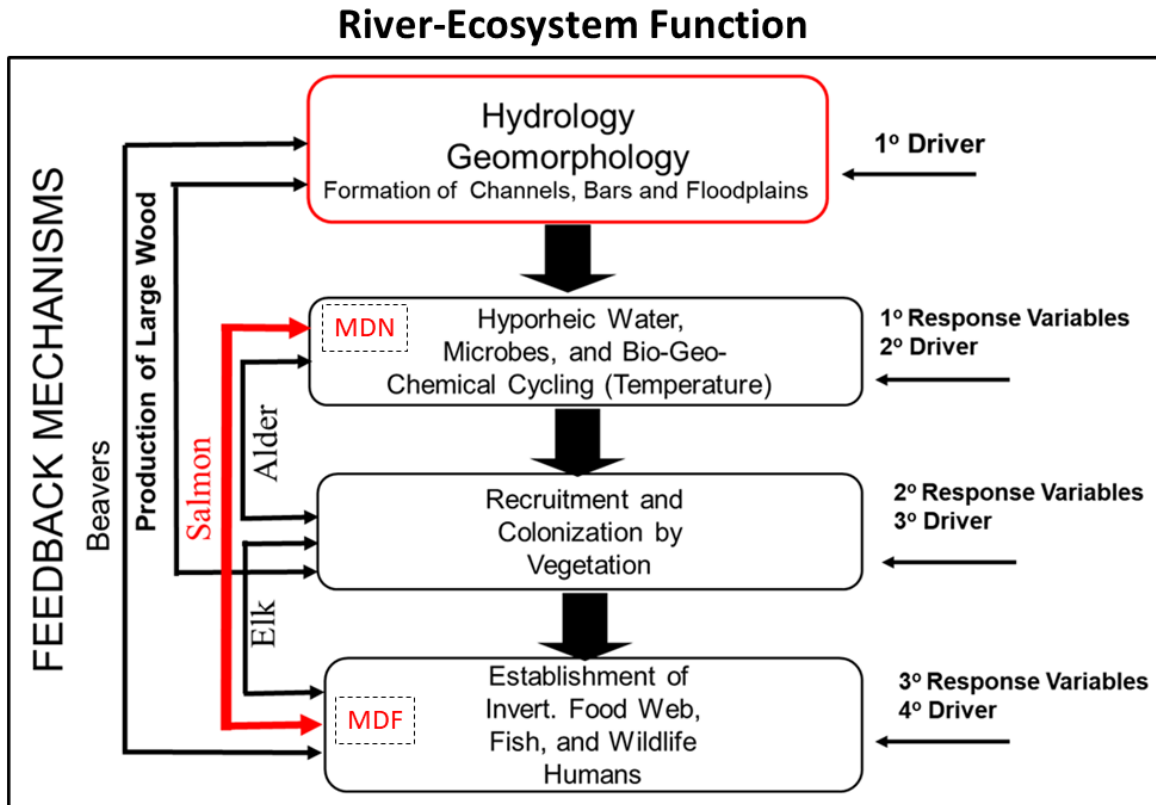 River-Ecosystem Function
FEEDBACK MECHANISMS
Beavers
Production of Large Wood
Salmon
Alder
Elk
Hydrology
Geomorphology
Formation of Channels, Bars and Floodplains
1º Driver
MDN
Hyporheic Water,
Microbes, and Bio-Geo-
Chemical Cycling (Temperature)
1º Response Variables
2º Driver
Recruitment and
Colonization by
Vegetation
2º Response Variables
3º Driver
MDF
Establishment of
Invert. Food Web,
Fish, and Wildlife
Humans
3º Response Variables
4º Driver